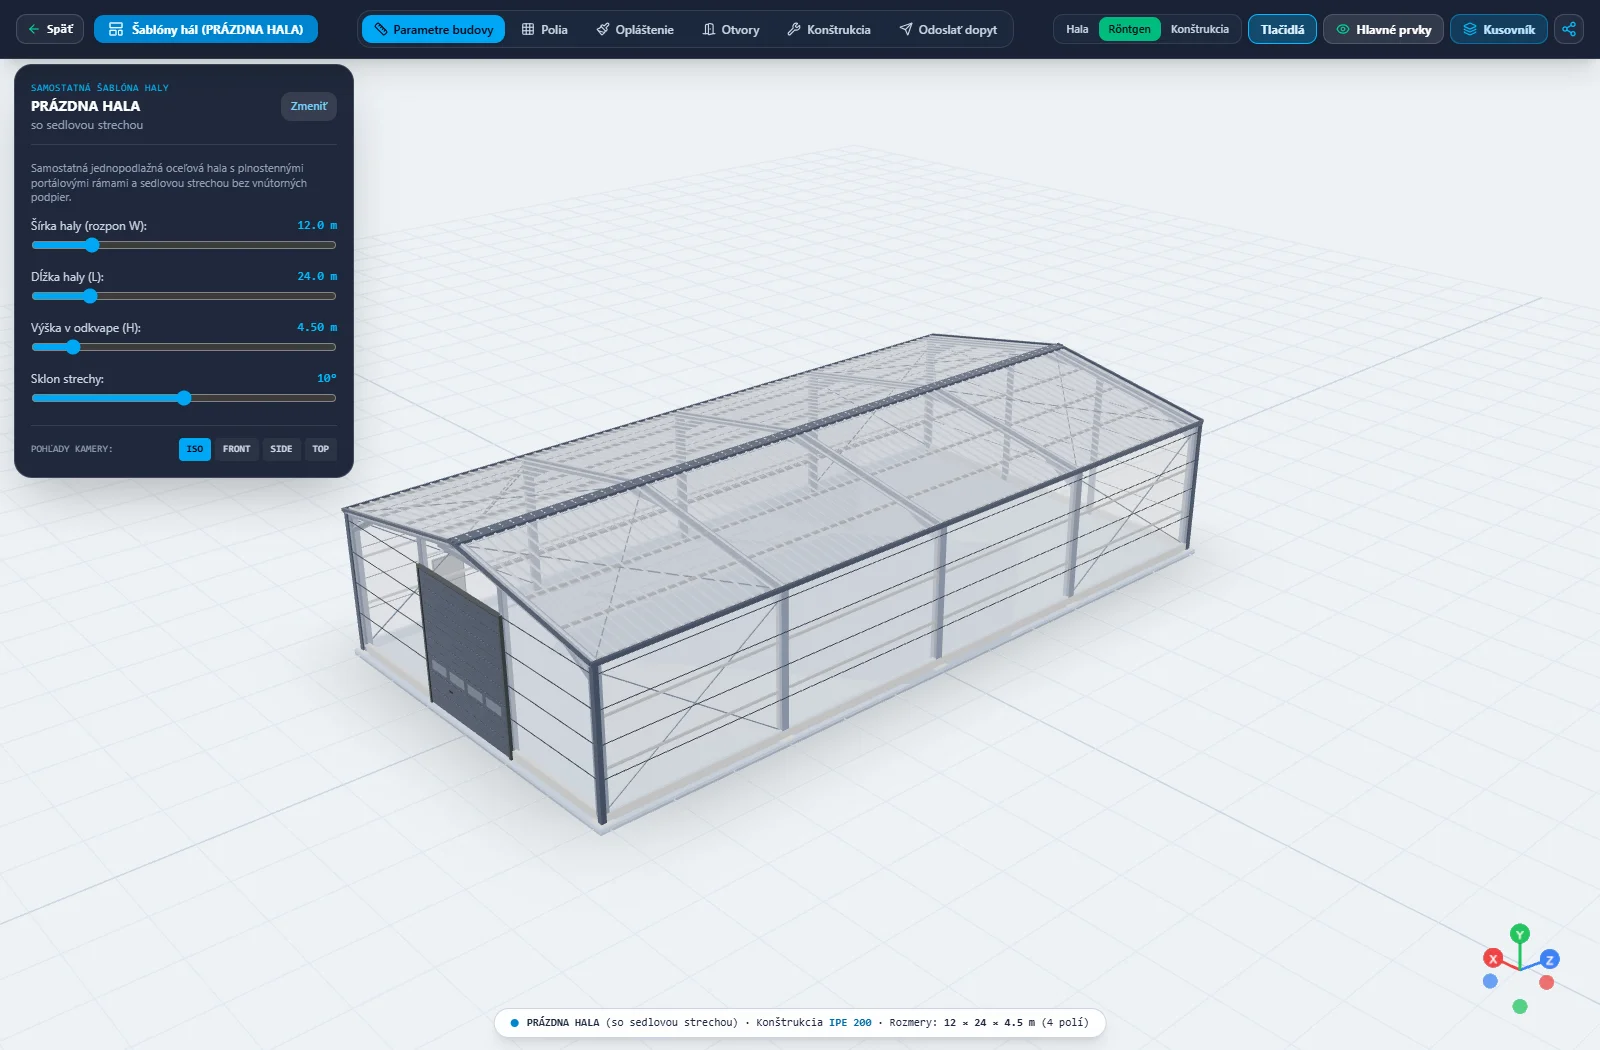 Späť
Šablóny hál (PRÁZDNA HALA)
Parametre budovy
Polia
Opláštenie
Otvory
Konštrukcia
Odoslať dopyt
Hala
Röntgen
Konštrukcia
Tlačidlá
Hlavné prvky
Kusovník
SAMOSTATNÁ ŠABLÓNA HALY
PRÁZDNA HALA
so sedlovou strechou
Zmeniť
Samostatná jednopodlažná oceľová hala s plnostennými
portálovými rámami a sedlovou strechou bez vnútorných
podpier.
Šírka haly (rozpon W): 12.0 m
Dĺžka haly (L): 24.0 m
Výška v odkvape (H): 4.50 m
Sklon strechy: 10°
POHĽADY KAMERY: ISO FRONT SIDE TOP
Y
X
Z
PRÁZDNA HALA (so sedlovou strechou) · Konštrukcia IPE 200 · Rozmery: 12 × 24 × 4.5 m (4 polí)